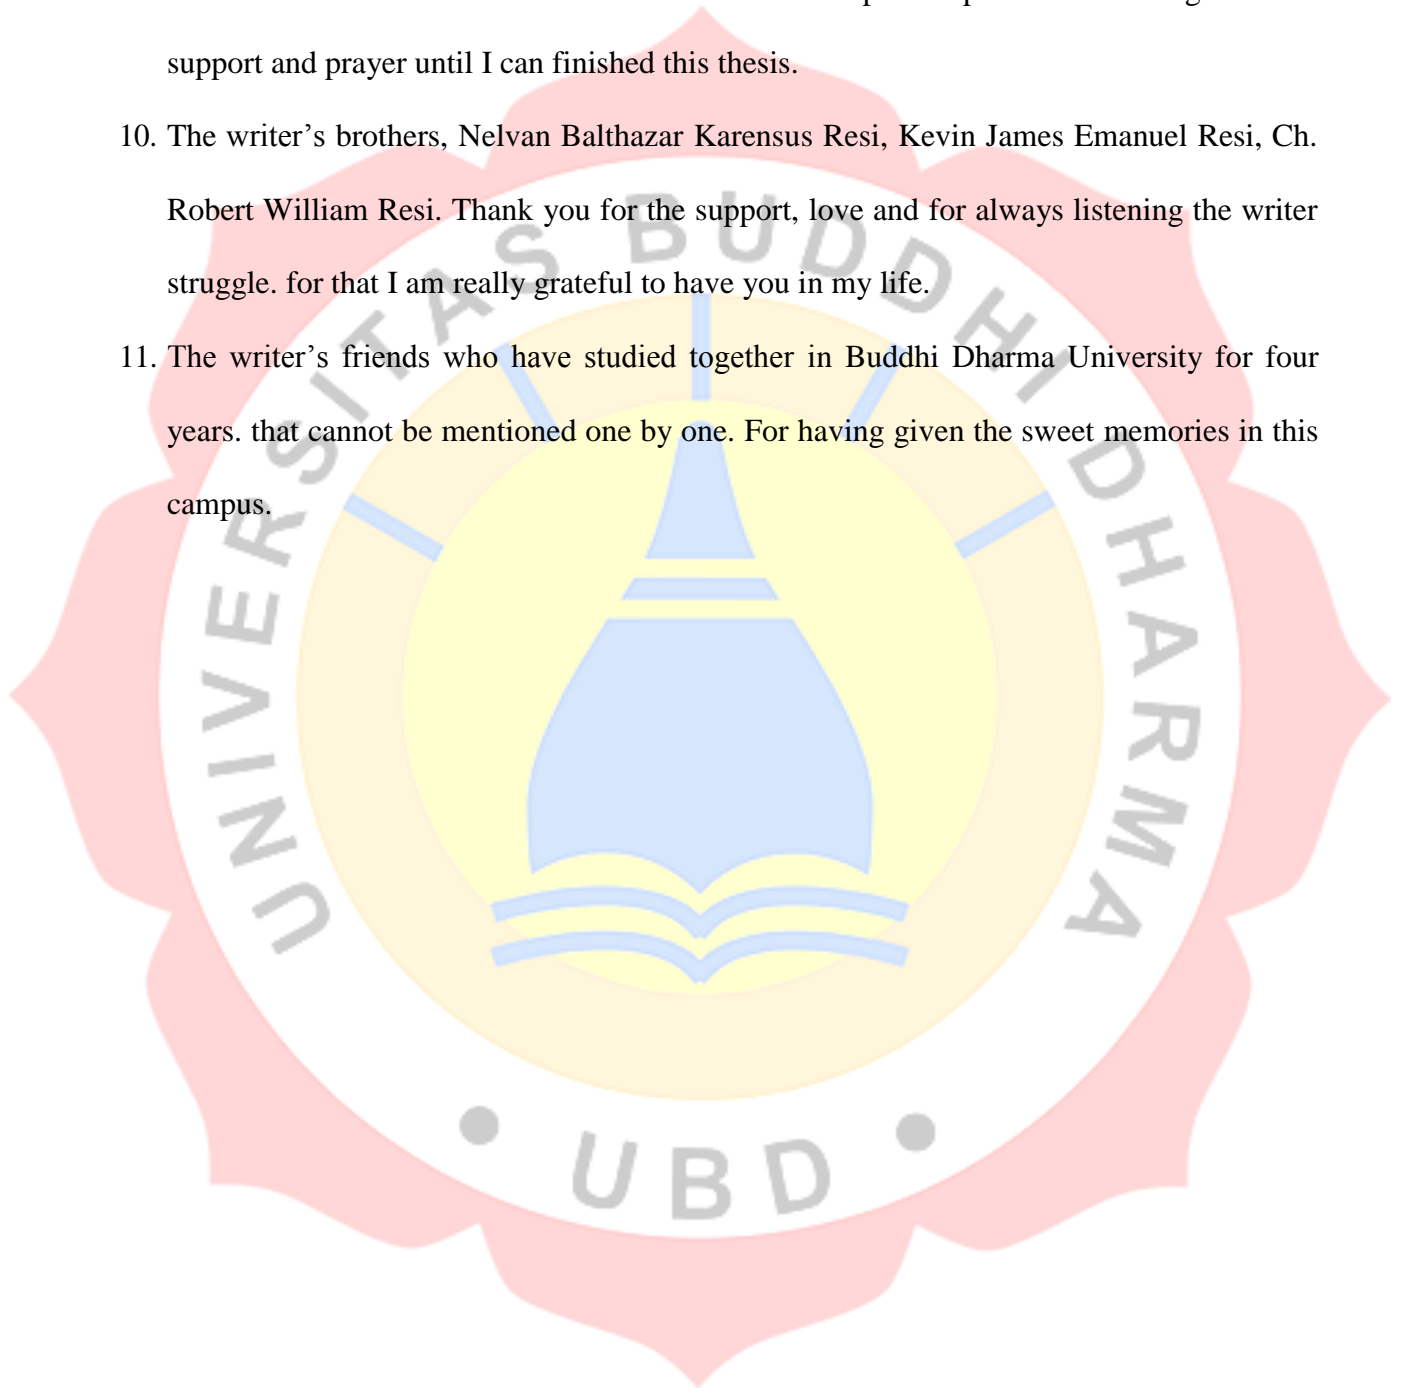 support and prayer until I can finished this thesis.
10. The writer’s brothers, Nelvan Balthazar Karensus Resi, Kevin James Emanuel Resi, Ch.
Robert William Resi. Thank you for the support, love and for always listening the writer
struggle. for that I am really grateful to have you in my life.
11. The writer’s friends who have studied together in Buddhi Dharma University for four
years. that cannot be mentioned one by one. For having given the sweet memories in this
campus.
UNIVERSITAS BUDDHI DHARMA
• UBD •